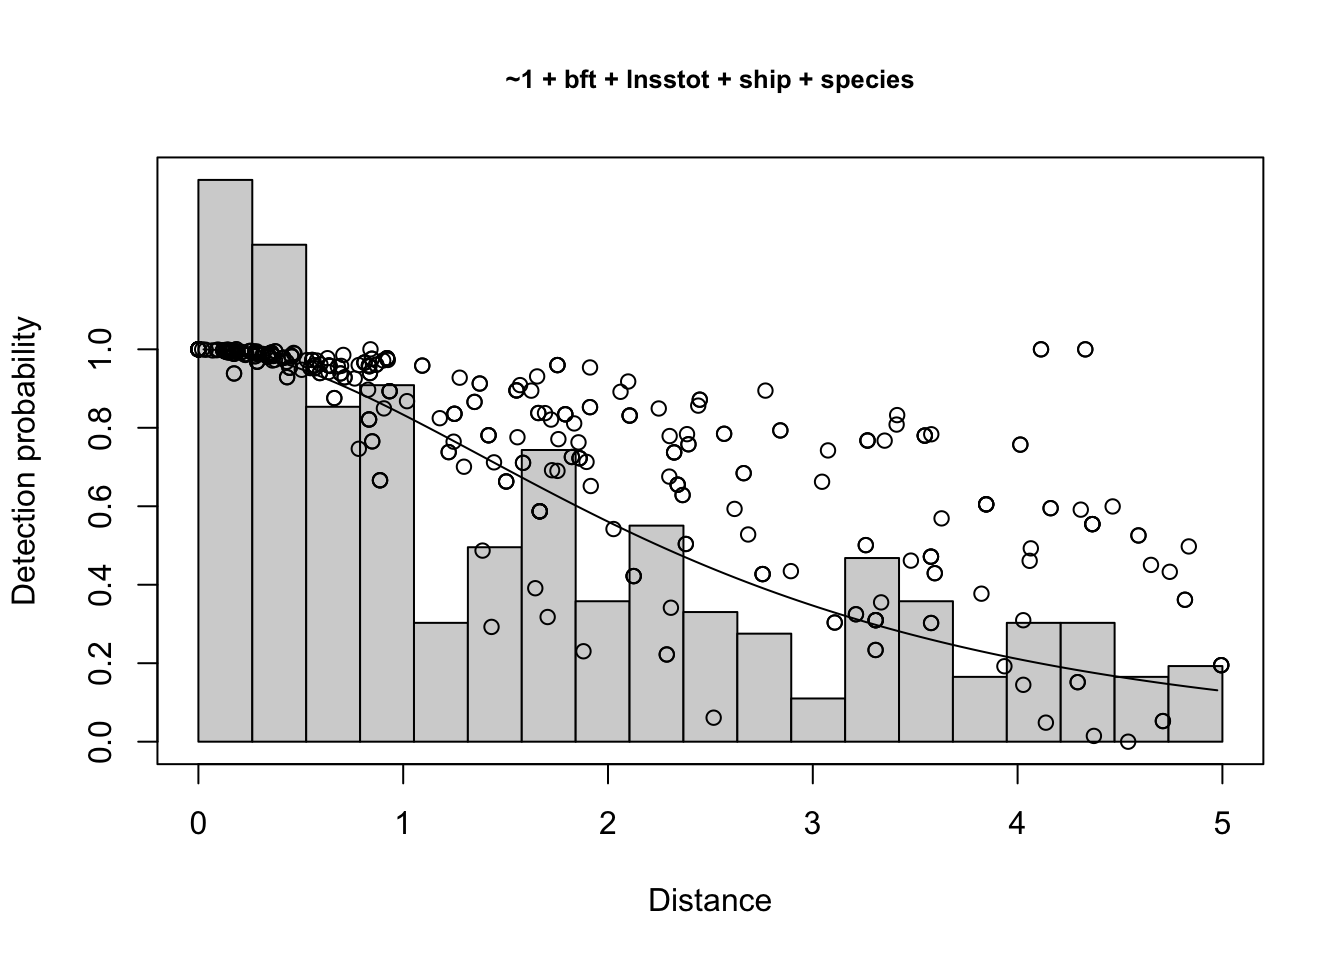 ~1 + bft + lnsstot + ship + species
Detection probability
1.0
0.8
0.6
0.4
0.2
0.0
0 1 2 3 4 5
Distance